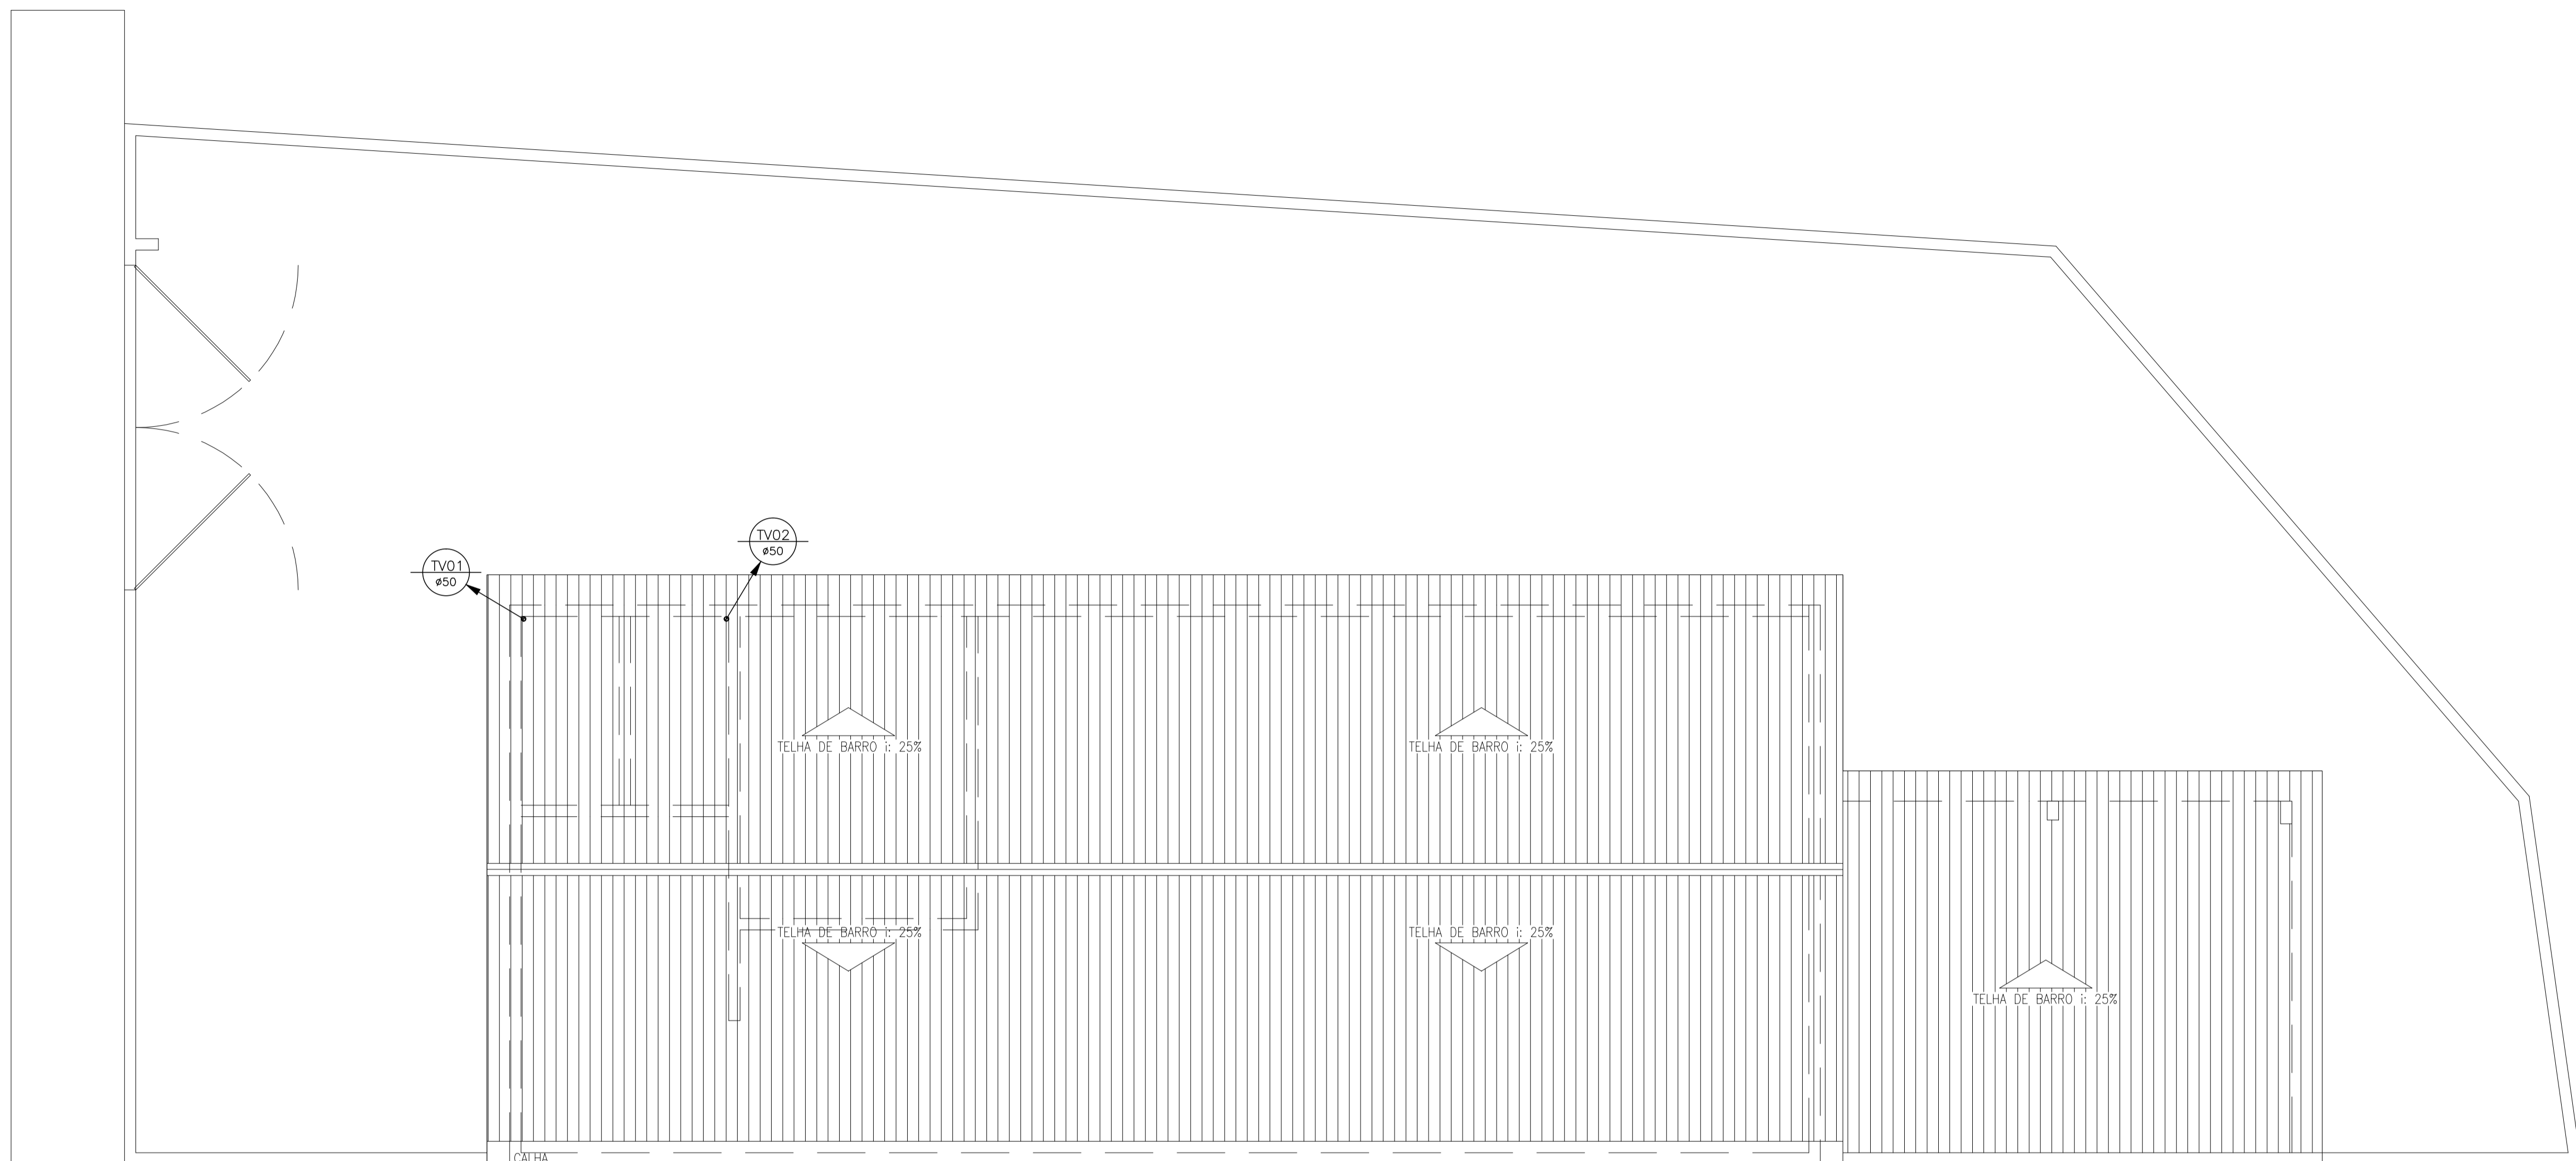 TV02
ø50
TV01
ø50
TELHA DE BARRO i: 25%
TELHA DE BARRO i: 25%
TELHA DE BARRO i: 25%
TELHA DE BARRO i: 25%
TELHA DE BARRO i: 25%
CALHA